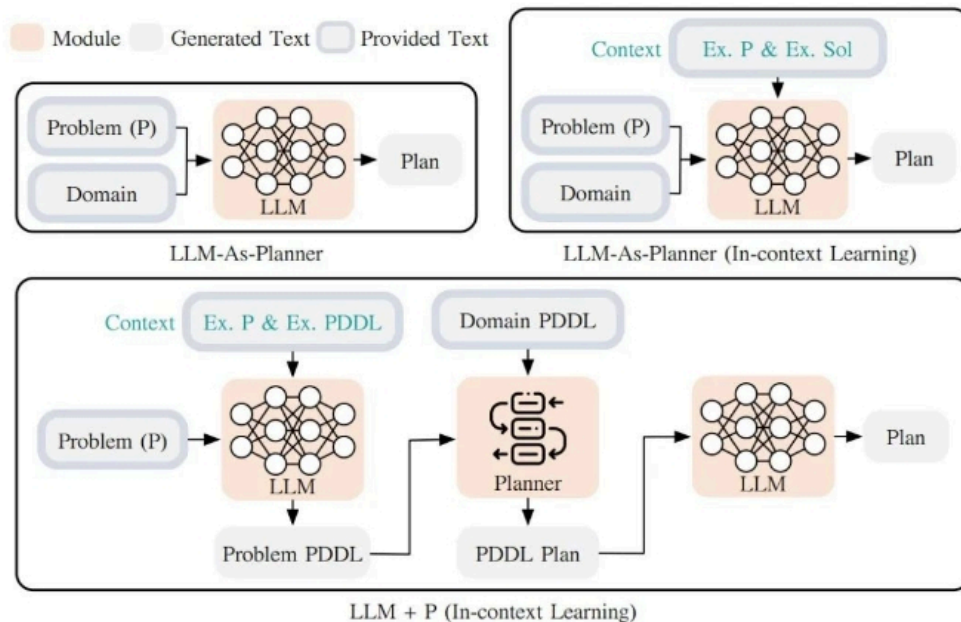 Module
Generated Text
Provided Text
Problem (P)
Domain
LLM
Plan
LLM-As-Planner
Context
Ex. P & Ex. Sol
Problem (P)
Domain
LLM
Plan
LLM-As-Planner (In-context Learning)
Context
Ex. P & Ex. PDDL
Domain PDDL
Problem (P)
LLM
Planner
LLM
Plan
Problem PDDL
PDDL Plan
LLM + P (In-context Learning)